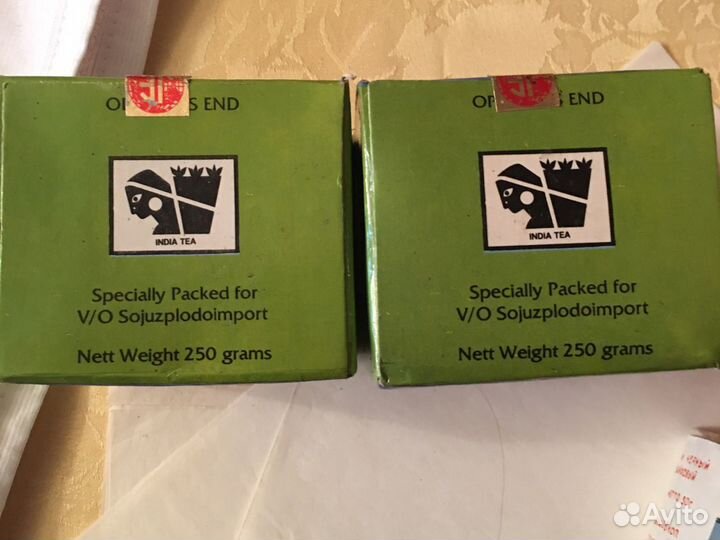 END
INDIA TEA
Specially Packed for
V/O Sojuzplodoimport
Nett Weight 250 grams
END
INDIA TEA
Specially Packed for
V/O Sojuzplodoimport
Nett Weight 250 grams
Avito